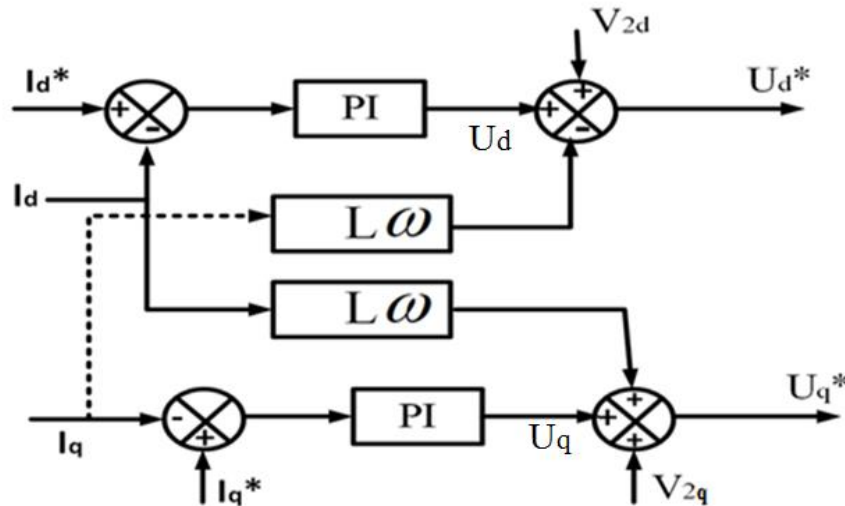 V2d
Id*
Ud*
+
-
PI
+
+
-
Ud
Id
Lω
Lω
Uq*
Iq
-
+
PI
Uq
+
+
+
Iq*
V2q